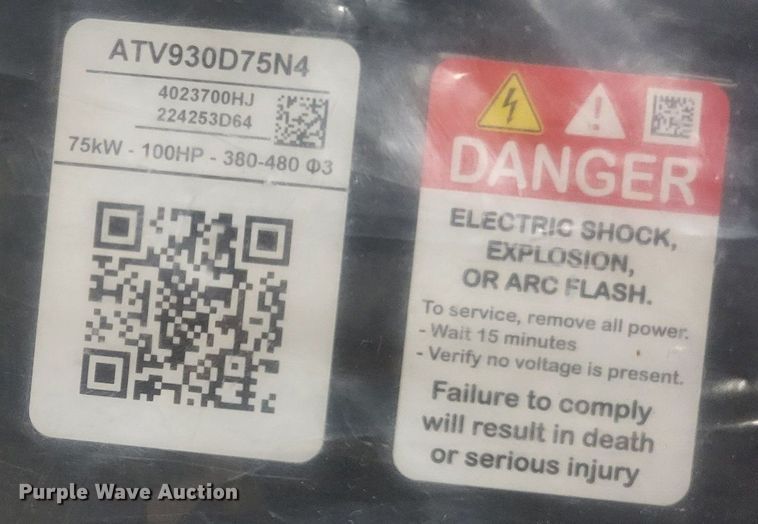 ATV930D75N4
4023700HJ
224253D64
75kW - 100HP - 380-480 Φ3
DANGER
ELECTRIC SHOCK,
EXPLOSION,
OR ARC FLASH.
To service, remove all power.
- Wait 15 minutes
- Verify no voltage is present.
Failure to comply
will result in death
or serious injury
Purple Wave Auction